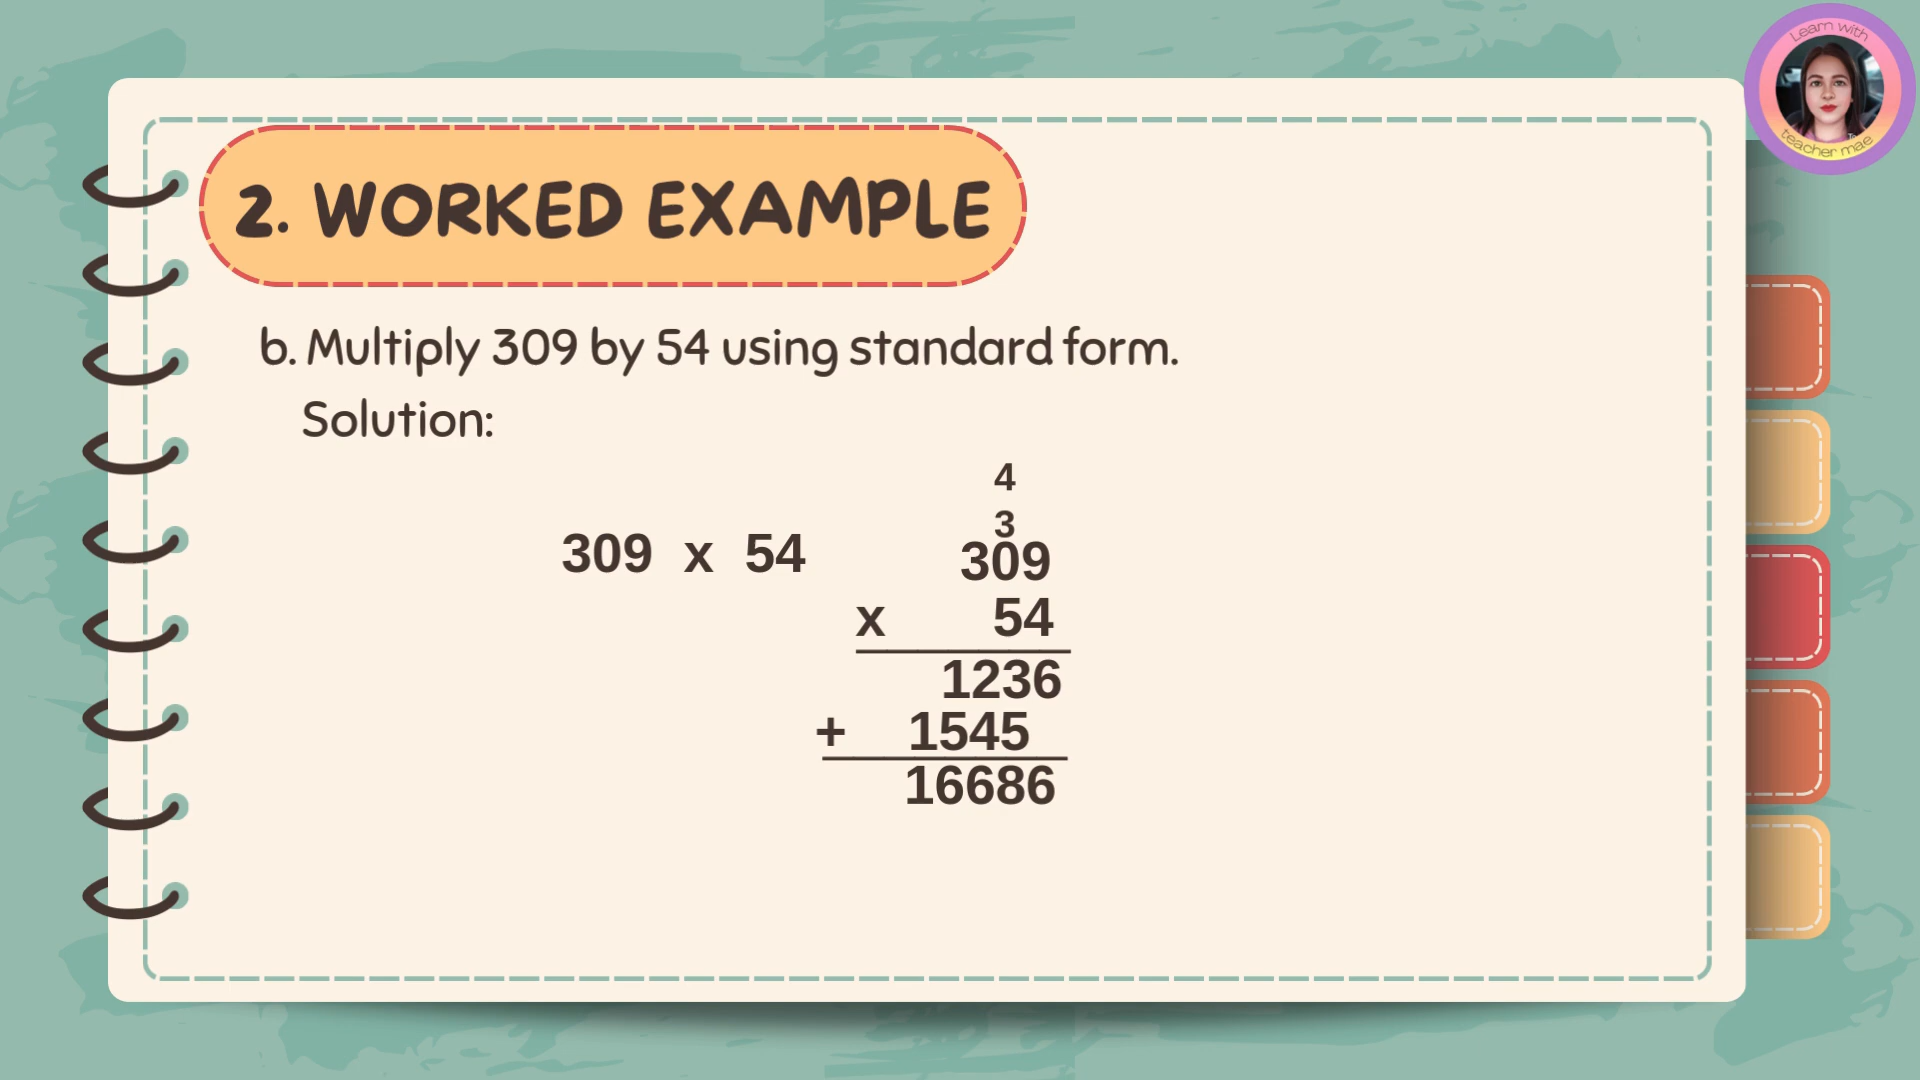 Learn with
teacher mae
2. WORKED EXAMPLE
b. Multiply 309 by 54 using standard form.
Solution:
4
3
309 x 54
309
x 54
1236
+ 1545
16686